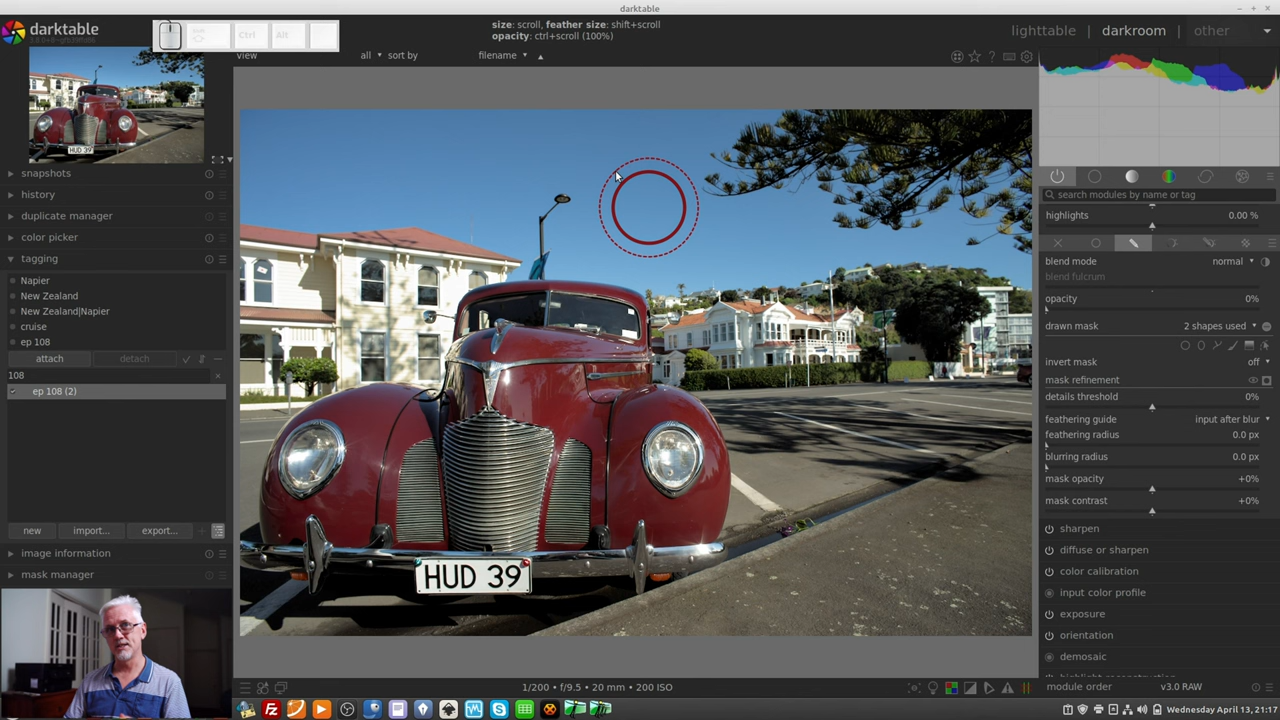 darktable
darktable
Ctrl
Alt
size: scroll, feather size: shift+scroll
opacity: ctrl+scroll (100%)
lighttable | darkroom | other
view
all
sort by
filename
snapshots
history
duplicate manager
color picker
tagging
Napier
New Zealand
New Zealand|Napier
cruise
ep 108
attach
detach
108
ep 108 (2)
new
import...
export...
image information
mask manager
HUD 39
HUD 39
1/200 • f/9.5 • 20 mm • 200 ISO
search modules by name or tag
highlights 0.00 %
blend mode normal
blend fulcrum
opacity 0%
drawn mask 2 shapes used
invert mask off
mask refinement
details threshold 0%
feathering guide input after blur
feathering radius 0.0 px
blurring radius 0.0 px
mask opacity +0%
mask contrast +0%
sharpen
diffuse or sharpen
color calibration
input color profile
exposure
orientation
demosaic
module order v3.0 RAW
Wednesday April 13, 21:17